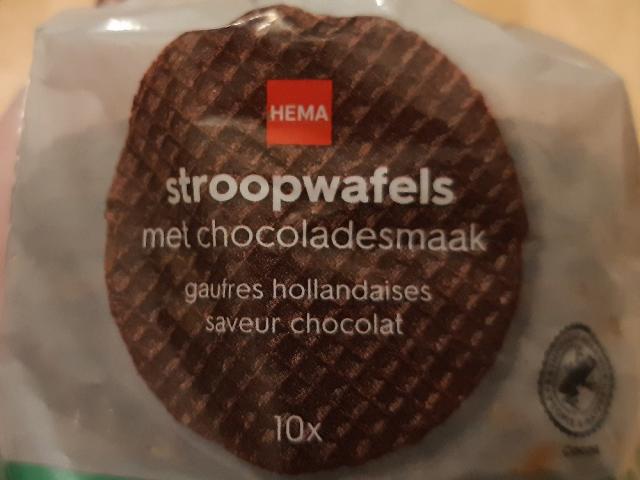 HEMA
stroopwafels
met chocoladesmaak
gaufres hollandaises
saveur chocolat
10x